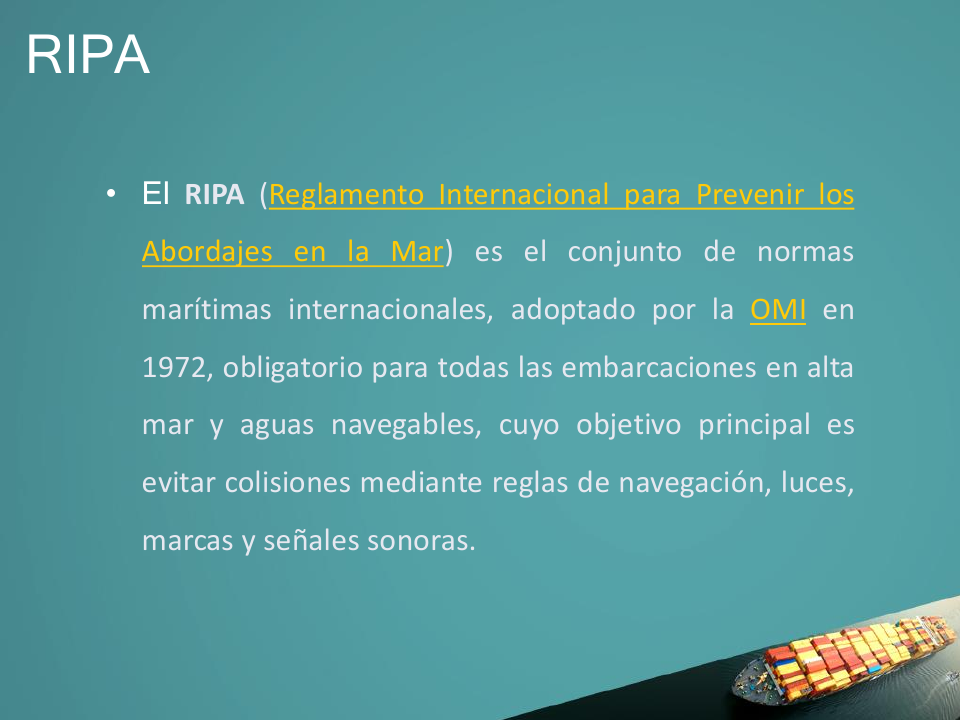 RIPA
• El RIPA (Reglamento Internacional para Prevenir los
Abordajes en la Mar) es el conjunto de normas
marítimas internacionales, adoptado por la OMI en
1972, obligatorio para todas las embarcaciones en alta
mar y aguas navegables, cuyo objetivo principal es
evitar colisiones mediante reglas de navegación, luces,
marcas y señales sonoras.